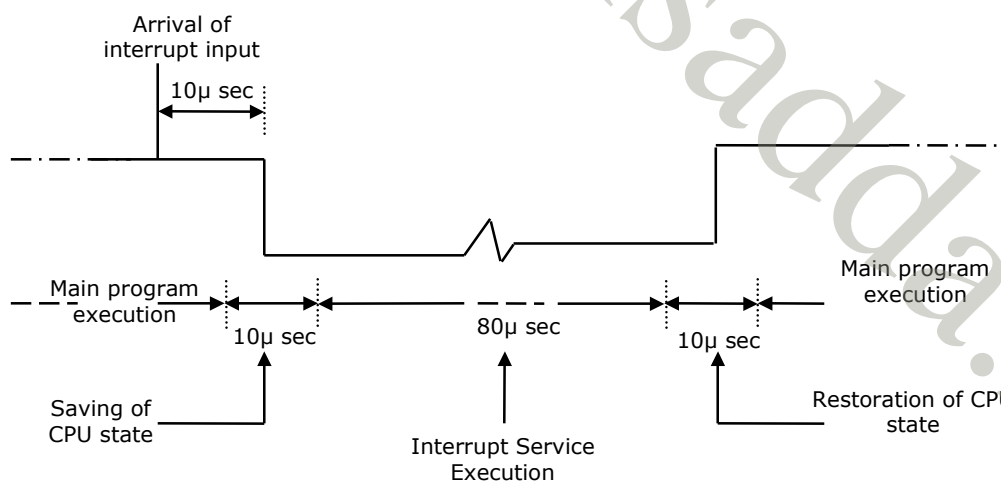 Arrival of
interrupt input
10μ sec
Main program
execution
10μ sec
80μ sec
10μ sec
Main program
execution
Saving of
CPU state
Interrupt Service
Execution
Restoration of CPU
state
sadda.